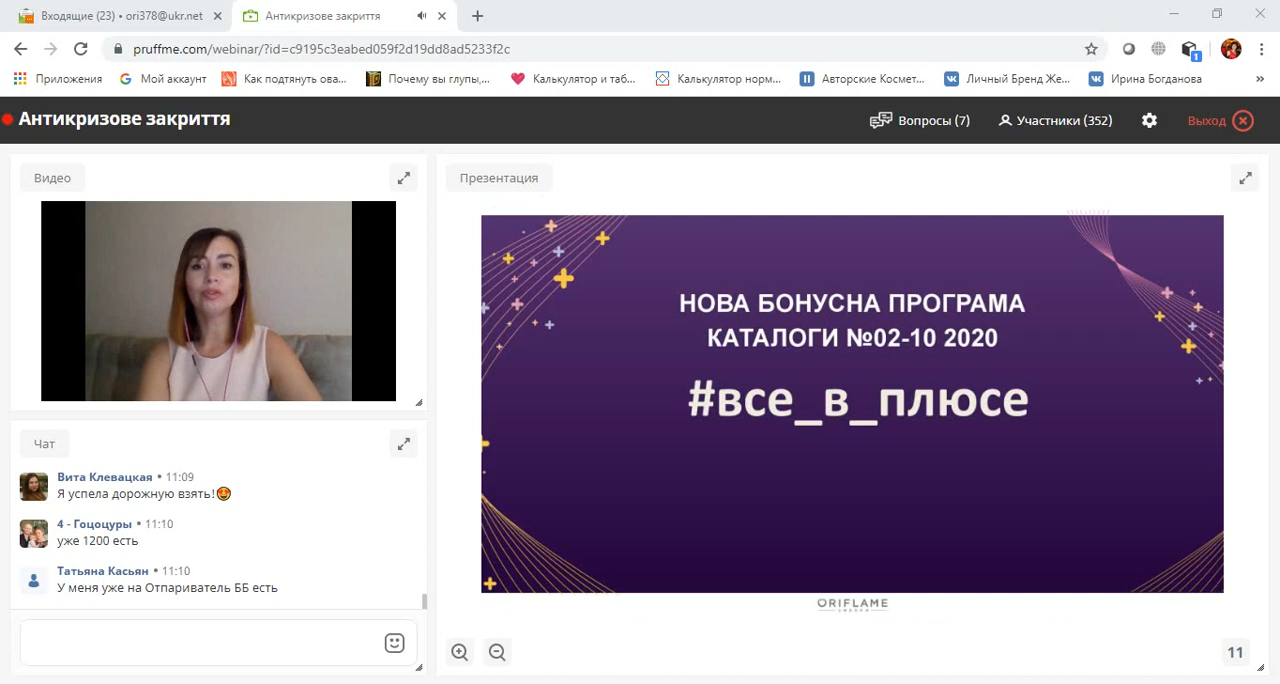 Входящие (23) • ori378@ukr.net
Антикризове закриття
pruffme.com/webinar/?id=c9195c3eabed059f2d19dd8ad5233f2c
Приложения
Мой аккаунт
Как подтянуть ова...
Почему вы глупы,...
Калькулятор и таб...
Калькулятор норм...
Авторские Космет...
Личный Бренд Же...
Ирина Богданова
»
1
Антикризове закриття
Вопросы (7)
Участники (352)
Выход
Видео
Презентация
НОВА БОНУСНА ПРОГРАМА
КАТАЛОГИ №02-10 2020
#все_в_плюсе
ORIFLAME
Чат
Вита Клевацкая • 11:09
Я успела дорожную взять!🤩
4 - Гоцоцуры • 11:10
уже 1200 есть
Татьяна Касьян • 11:10
У меня уже на Отпариватель ББ есть
11